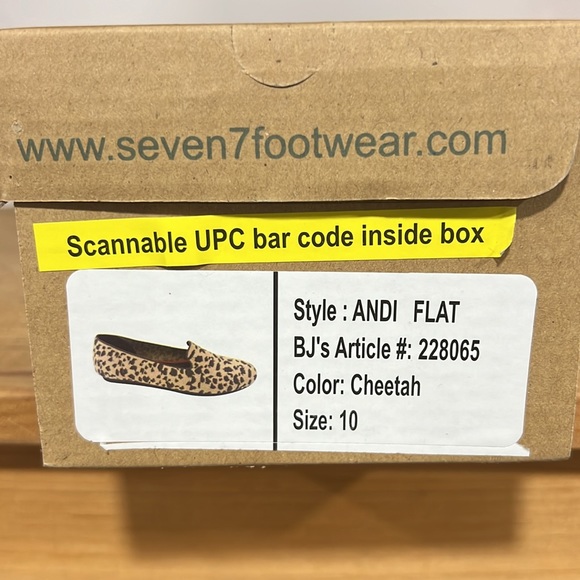 www.seven7footwear.com
Scannable UPC bar code inside box
Style : ANDI FLAT
BJ's Article #: 228065
Color: Cheetah
Size: 10